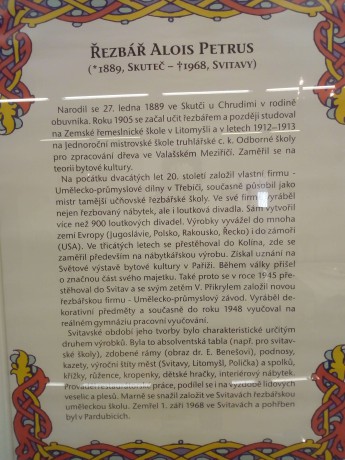 Řezbář Alois Petrus
(*1889, Skuteč – †1968, Svitavy)
Narodil se 27. ledna 1889 ve Skutči u Chrudimi v rodině
obuvníka. Roku 1905 se začal učit řezbářem a později studoval
na Zemské řemeslnické škole v Litomyšli a v letech 1912–1913
na jednoroční mistrovské škole truhlářské c. k. Odborné školy
pro zpracování dřeva ve Valašském Meziříčí. Zaměřil se na
teorii bytové kultury.
Na počátku dvacátých let 20. století založil vlastní firmu -
Umělecko-průmyslové dílny v Třebíči, současně působil jako
mistr tamější učňovské řezbářské školy. Ve své firmě vyráběl
nejen řezbovaný nábytek, ale i loutková divadla. Sám vytvořil
více než 900 loutkových divadel. Výrobky vyvážel do mnoha
zemí Evropy (Jugoslávie, Polsko, Rakousko, Řecko) i do zámoří
(USA). Ve třicátých letech se přestěhoval do Kolína, zde se
zaměřil především na nábytkářskou výrobu. Získal uznání na
Světové výstavě bytové kultury v Paříži. Během války přišel
o značnou část svého majetku. Také proto se v roce 1945 pře-
stěhoval do Svitav a se svým zetěm V. Přikrylem založil novou
řezbářskou firmu - Umělecko-průmyslový závod. Vyráběl de-
korativní předměty a současně do roku 1948 vyučoval na
reálném gymnáziu pracovní vyučování.
Svitavské období jeho tvorby bylo charakteristické určitým
druhem výrobků. Byla to absolventská tabla (např. pro svitav-
ské školy), zdobené rámy (obraz dr. E. Benešovi), podnosy,
kazety, výroční štíty měst (Svitavy, Litomyšl, Polička) a spolků,
křížky, růžence, kropenky, dětské hračky, interiérový nábytek.
Prováděl restaurátorské práce, podílel se i na výzdobě lidových
veselic a plesů. Marně se snažil založit ve Svitavách řezbářskou
uměleckou školu. Zemřel 1. září 1968 ve Svitavách a pohřben
byl v Pardubicích.